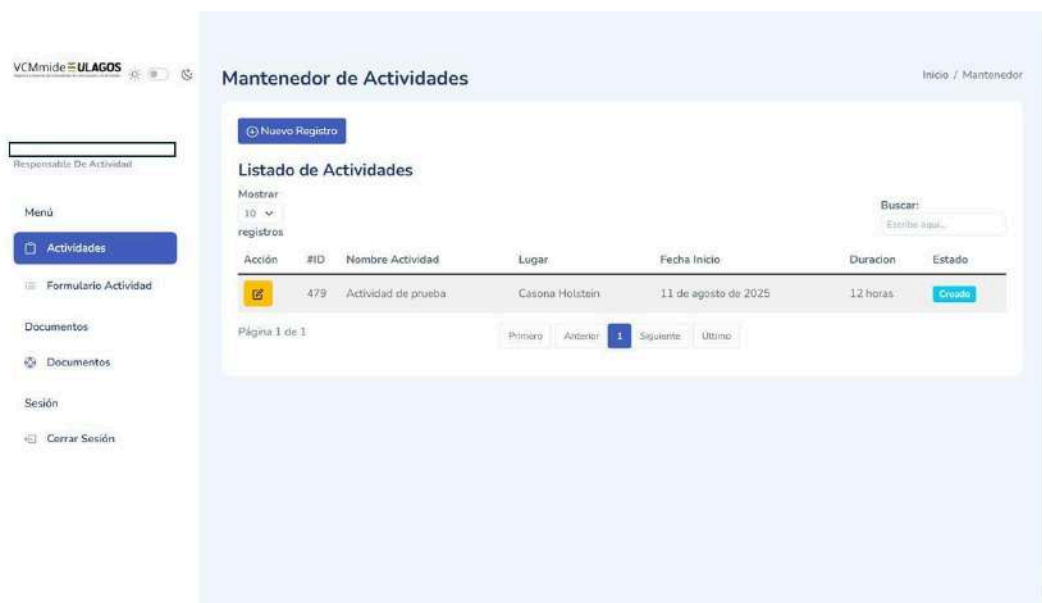 VCMmide ULAGOS
Responsable De Actividad
Menú
Actividades
Formulario Actividad
Documentos
Documentos
Sesión
Cerrar Sesión
Mantenedor de Actividades
Inicio / Mantenedor
Nuevo Registro
Listado de Actividades
Mostrar
10
registros
Buscar:
Escribe aquí...
Acción #ID Nombre Actividad Lugar Fecha Inicio Duracion Estado
479 Actividad de prueba Casona Holstein 11 de agosto de 2025 12 horas Creado
Página 1 de 1
Primero Anterior 1 Siguiente Último